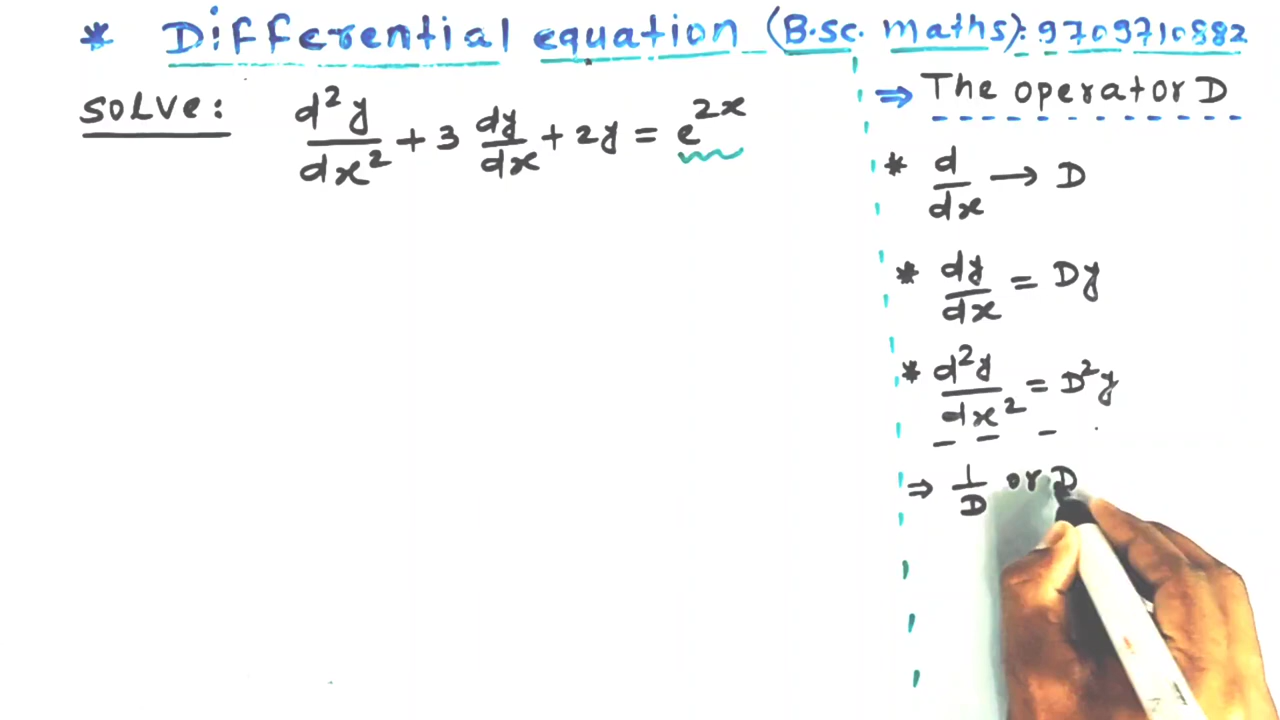 * Differential equation (B.sc. maths): 9709710882
SOLVE: d²y/dx² + 3 dy/dx + 2y = e^2x
⇒ The operator D
* d/dx → D
* dy/dx = Dy
* d²y/dx² = D²y
⇒ 1/D or D